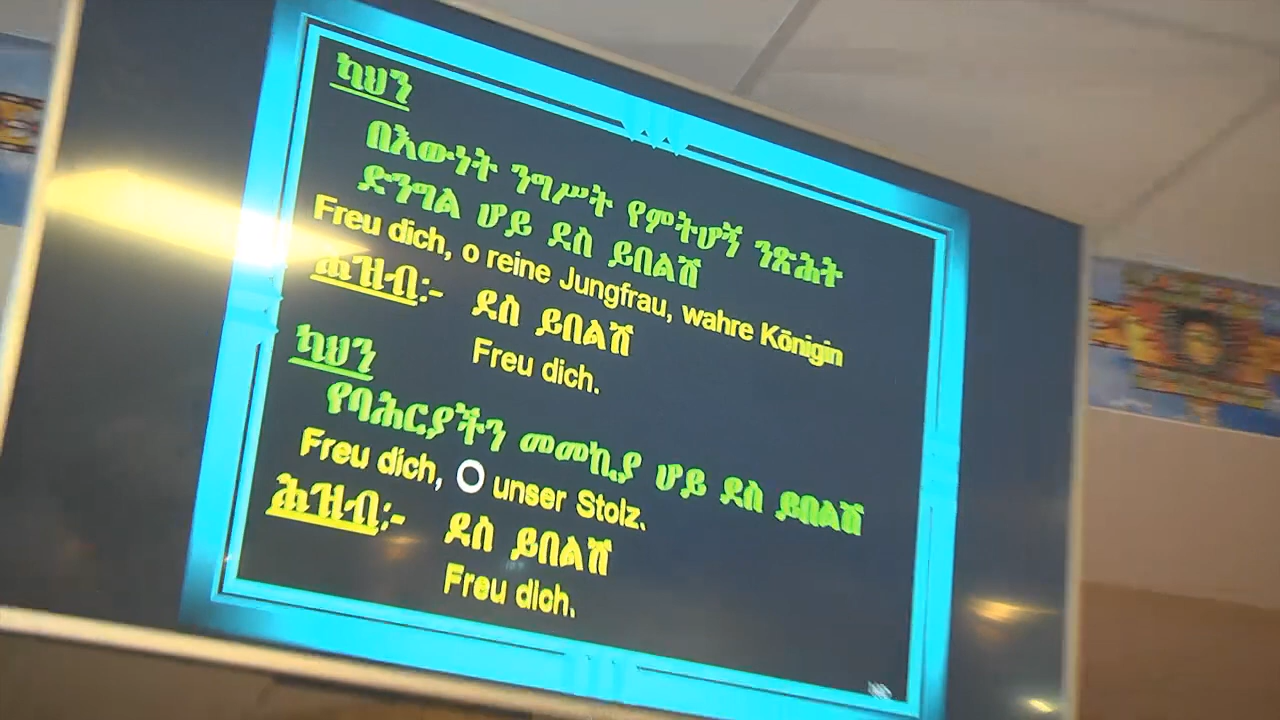 ካህን
በእውነት ንግሥት የምትሆኝ ንጽሕት
ድንግል ሆይ ደስ ይበልሽ
Freu dich, o reine Jungfrau, wahre Königin
ሕዝብ:- ደስ ይበልሽ
Freu dich.
ካህን
የባሕርያችን መመኪያ ሆይ ደስ ይበልሽ
Freu dich, O unser Stolz.
ሕዝብ:- ደስ ይበልሽ
Freu dich.